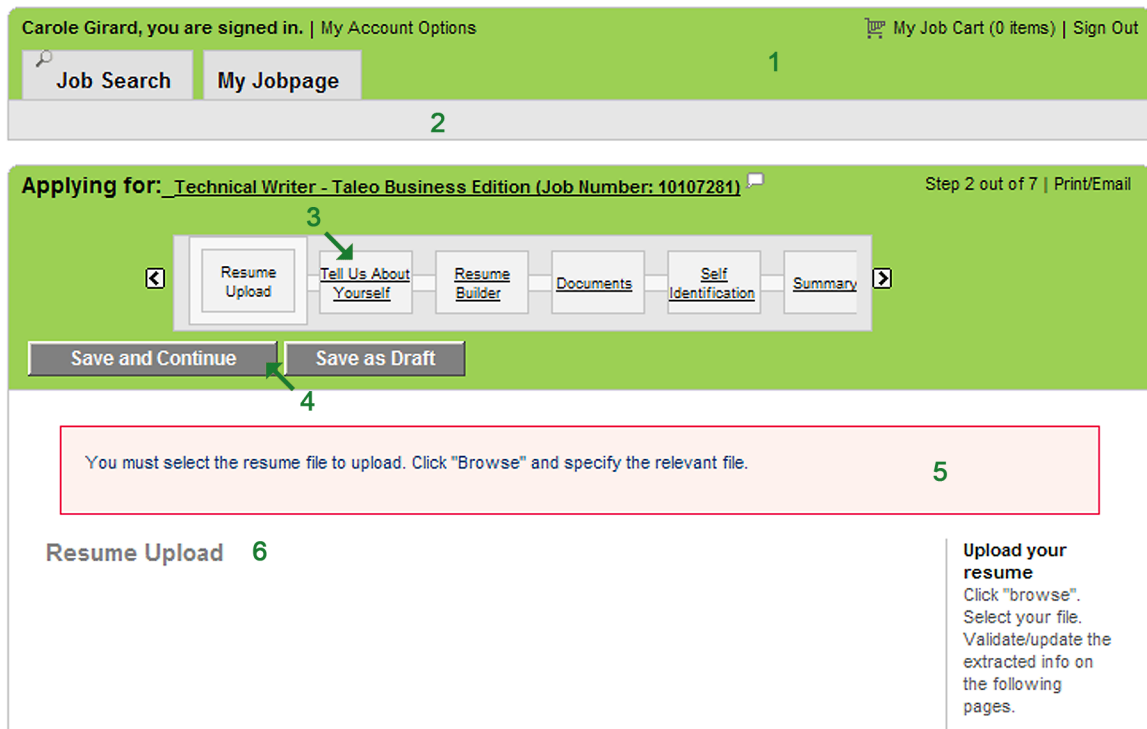 Carole Girard, you are signed in. | My Account Options
My Job Cart (0 items) | Sign Out
1
Job Search
My Jobpage
2
Applying for: Technical Writer - Taleo Business Edition (Job Number: 10107281)
Step 2 out of 7 | Print/Email
3
Resume
Upload
Tell Us About
Yourself
Resume
Builder
Documents
Self
Identification
Summary
Save and Continue
Save as Draft
4
You must select the resume file to upload. Click "Browse" and specify the relevant file.
5
Resume Upload
6
Upload your
resume
Click "browse".
Select your file.
Validate/update the
extracted info on
the following
pages.